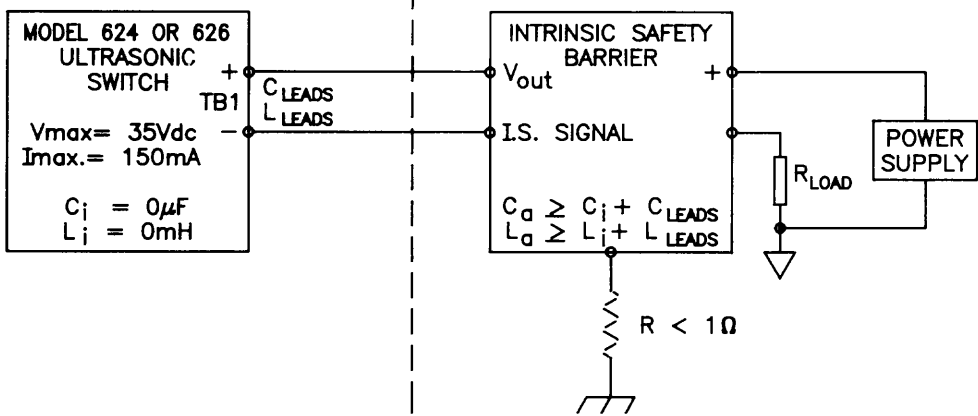 MODEL 624 OR 626
ULTRASONIC
SWITCH
+
TB1
−
Vmax= 35Vdc
Imax.= 150mA
Ci = 0μF
Li = 0mH
CLEADS
LLEADS
INTRINSIC SAFETY
BARRIER
Vout
+
I.S. SIGNAL
Ca ≥ Ci + CLEADS
La ≥ Li + LLEADS
R < 1Ω
RLOAD
POWER
SUPPLY